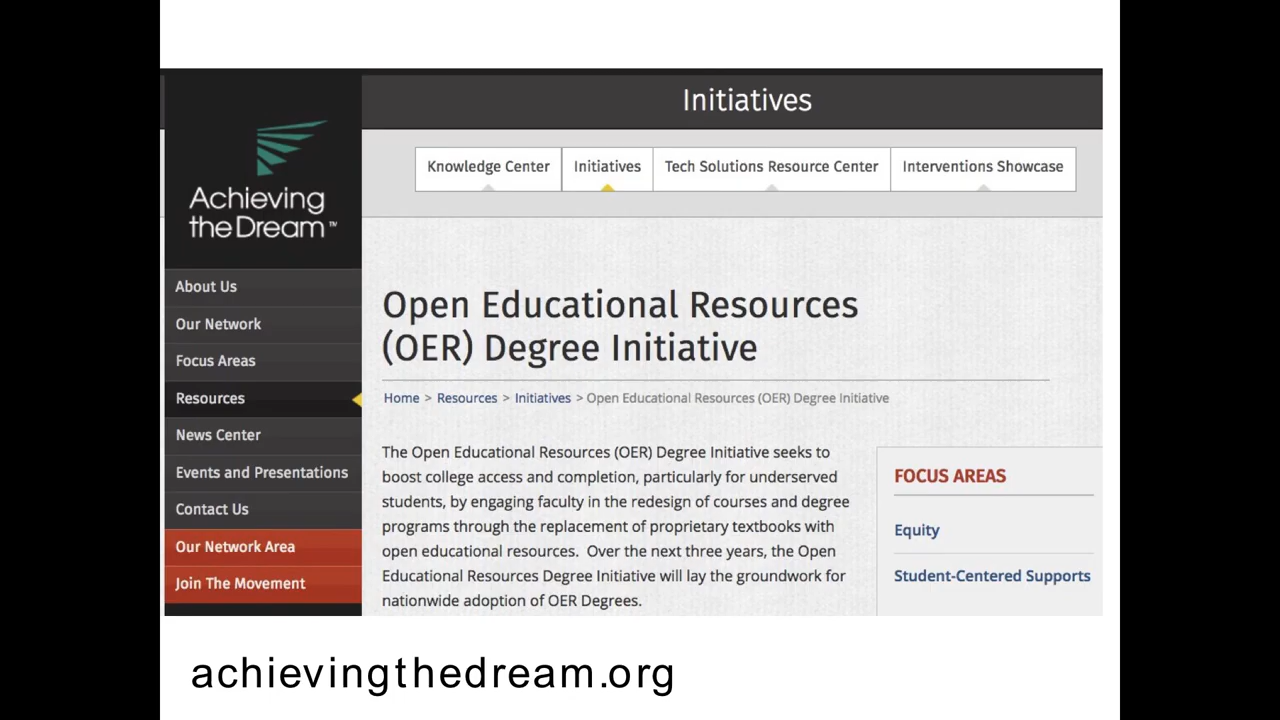 Initiatives
Knowledge Center
Initiatives
Tech Solutions Resource Center
Interventions Showcase
Achieving
the Dream™
About Us
Our Network
Focus Areas
Resources
News Center
Events and Presentations
Contact Us
Our Network Area
Join The Movement
Open Educational Resources
(OER) Degree Initiative
Home > Resources > Initiatives > Open Educational Resources (OER) Degree Initiative
The Open Educational Resources (OER) Degree Initiative seeks to
boost college access and completion, particularly for underserved
students, by engaging faculty in the redesign of courses and degree
programs through the replacement of proprietary textbooks with
open educational resources. Over the next three years, the Open
Educational Resources Degree Initiative will lay the groundwork for
nationwide adoption of OER Degrees.
FOCUS AREAS
Equity
Student-Centered Supports
achievingthedream.org